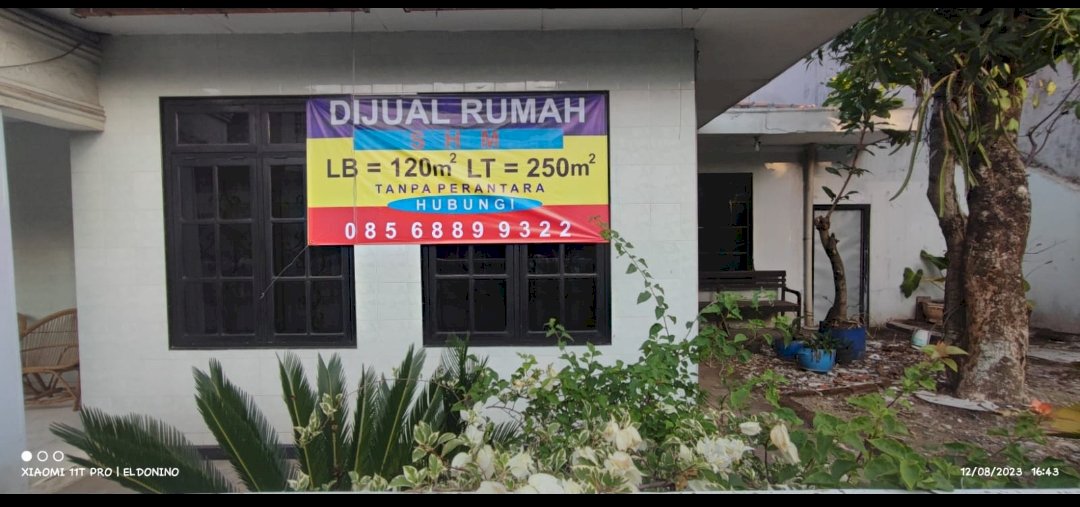 DIJUAL RUMAH
S H M
LB = 120m² LT = 250m²
TANPA PERANTARA
HUBUNGI
085 6889 9322
XIAOMI 11T PRO | ELDONINO
12/08/2023 16:43